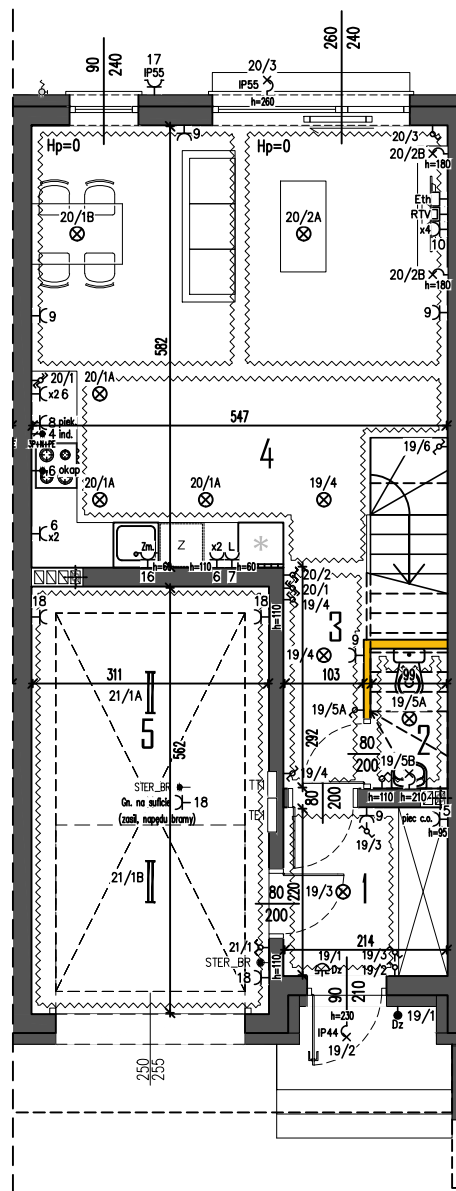 90
240
17
IP55
20/3
IP55
h=260
260
240
9
20/3
Hp=0
Hp=0
20/2B
h=180
Eth
RTV
x4
10
20/1B
20/2A
20/2B
h=180
9
582
9
20/1
x2 6
20/1A
8 piek.
4 ind.
3P+N+PE
6 okap
547
4
19/6
20/1A
20/1A
19/4
6
x2
Zm.
Z
x2 L
*
h=60
h=110
h=60
16
6
7
20/2
20/1
19/4
18
18
h=110
3
9
19/4
311
103
99
21/1A
5
562
19/5A
19/5A
2
292
80
200
19/5B
STER_BR
18
Gn. na suficie
(zasil. napędu bramy)
TT
TE
19/4
80
200
h=110
h=210
9
19/3
piec c.o.
5
h=95
21/1B
220
19/3
1
80
200
214
21/1
STER_BR
18
h=110
19/1
Dz
19/3
19/2
90
210
h=230
IP44
19/2
Dz
19/1
250
255